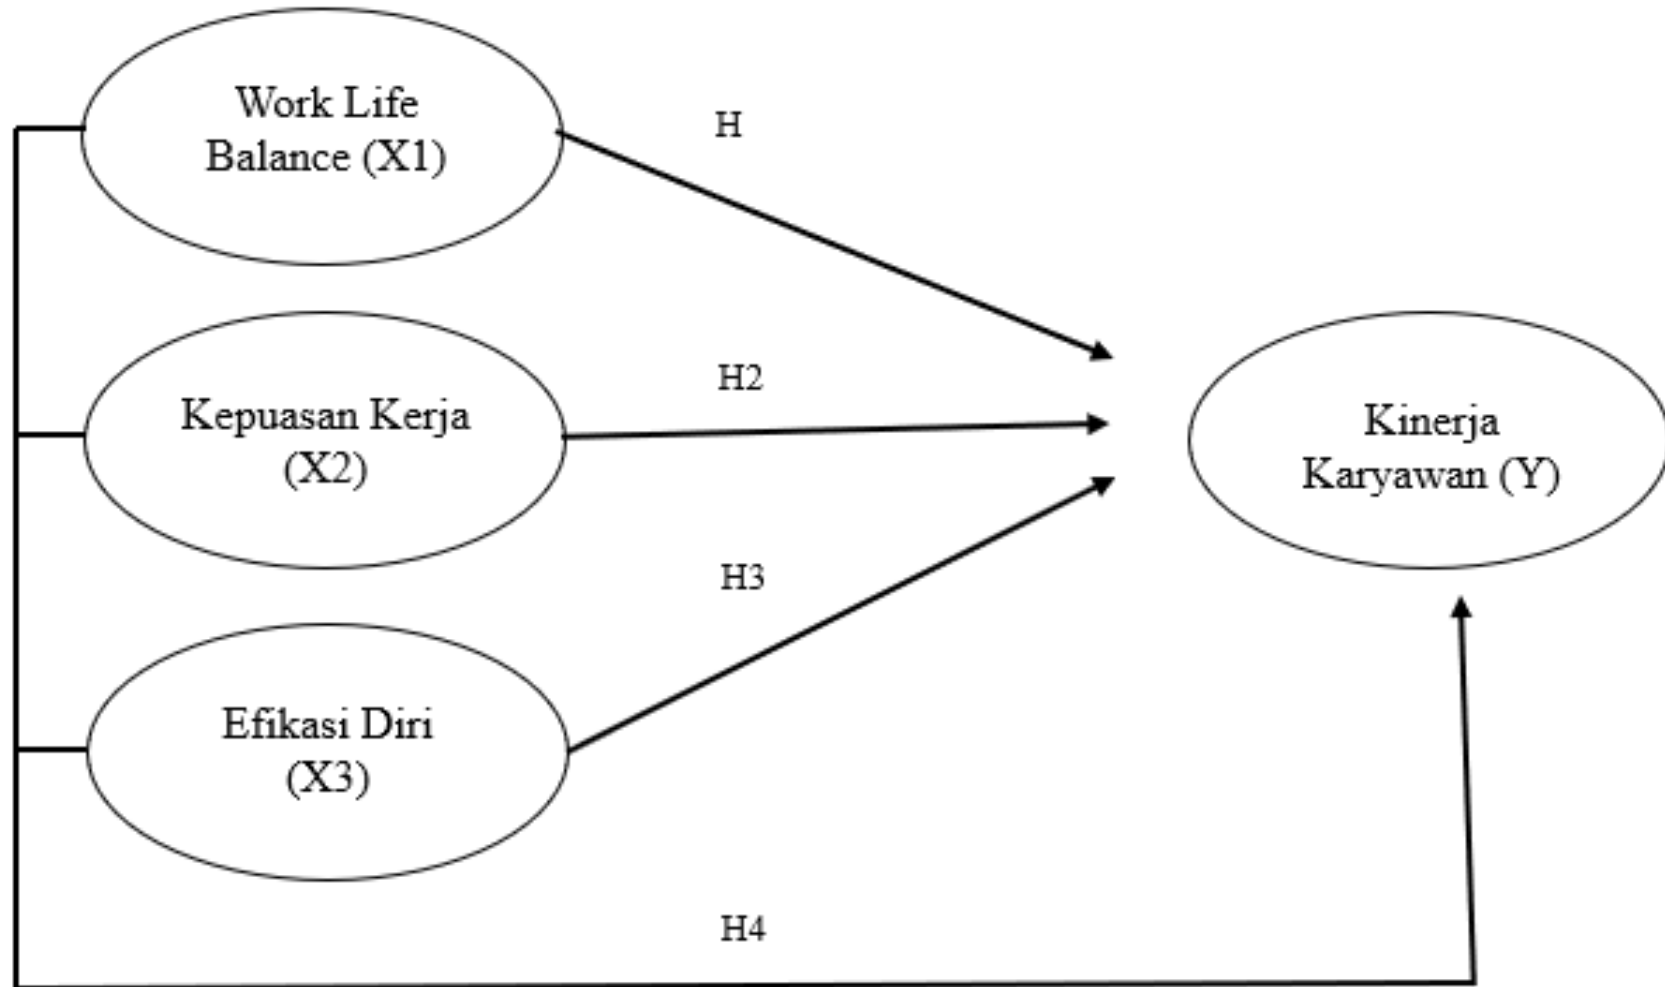 Work Life
Balance (X1)
H
H2
Kepuasan Kerja
(X2)
Kinerja
Karyawan (Y)
H3
Efikasi Diri
(X3)
H4